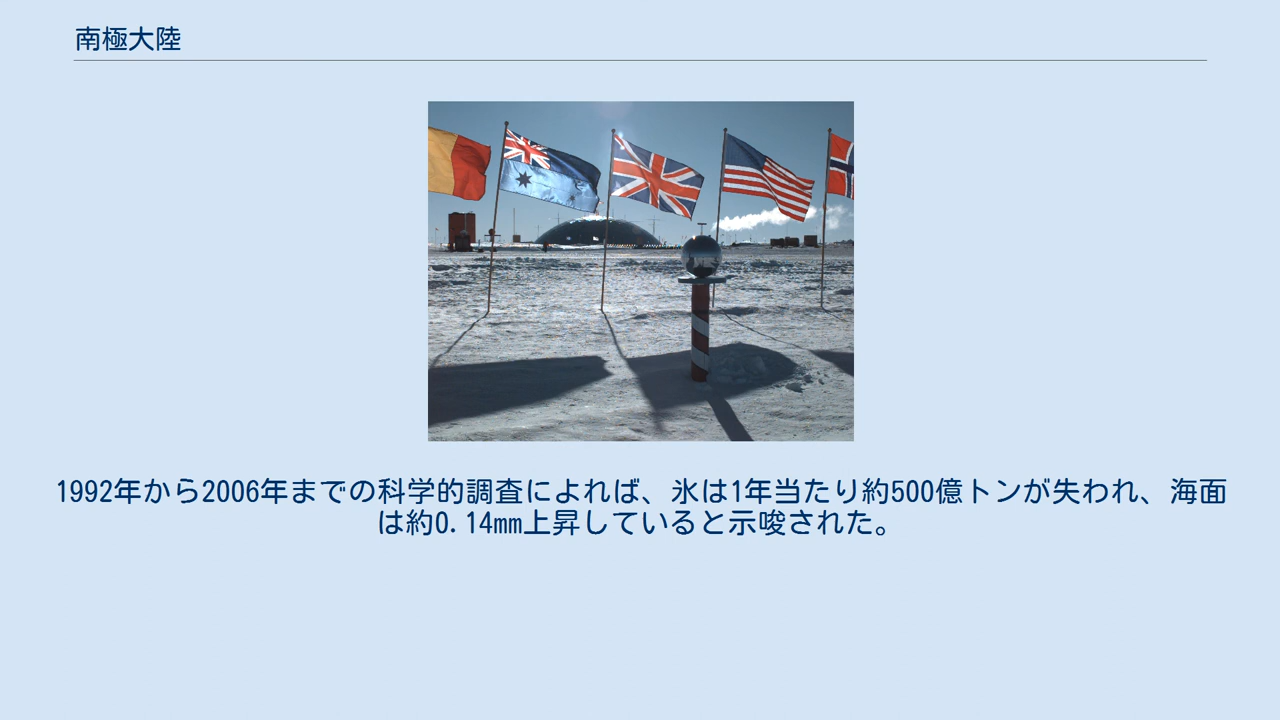 南極大陸
1992年から2006年までの科学的調査によれば、氷は1年当たり約500億トンが失われ、海面
は約0.14mm上昇していると示唆された。